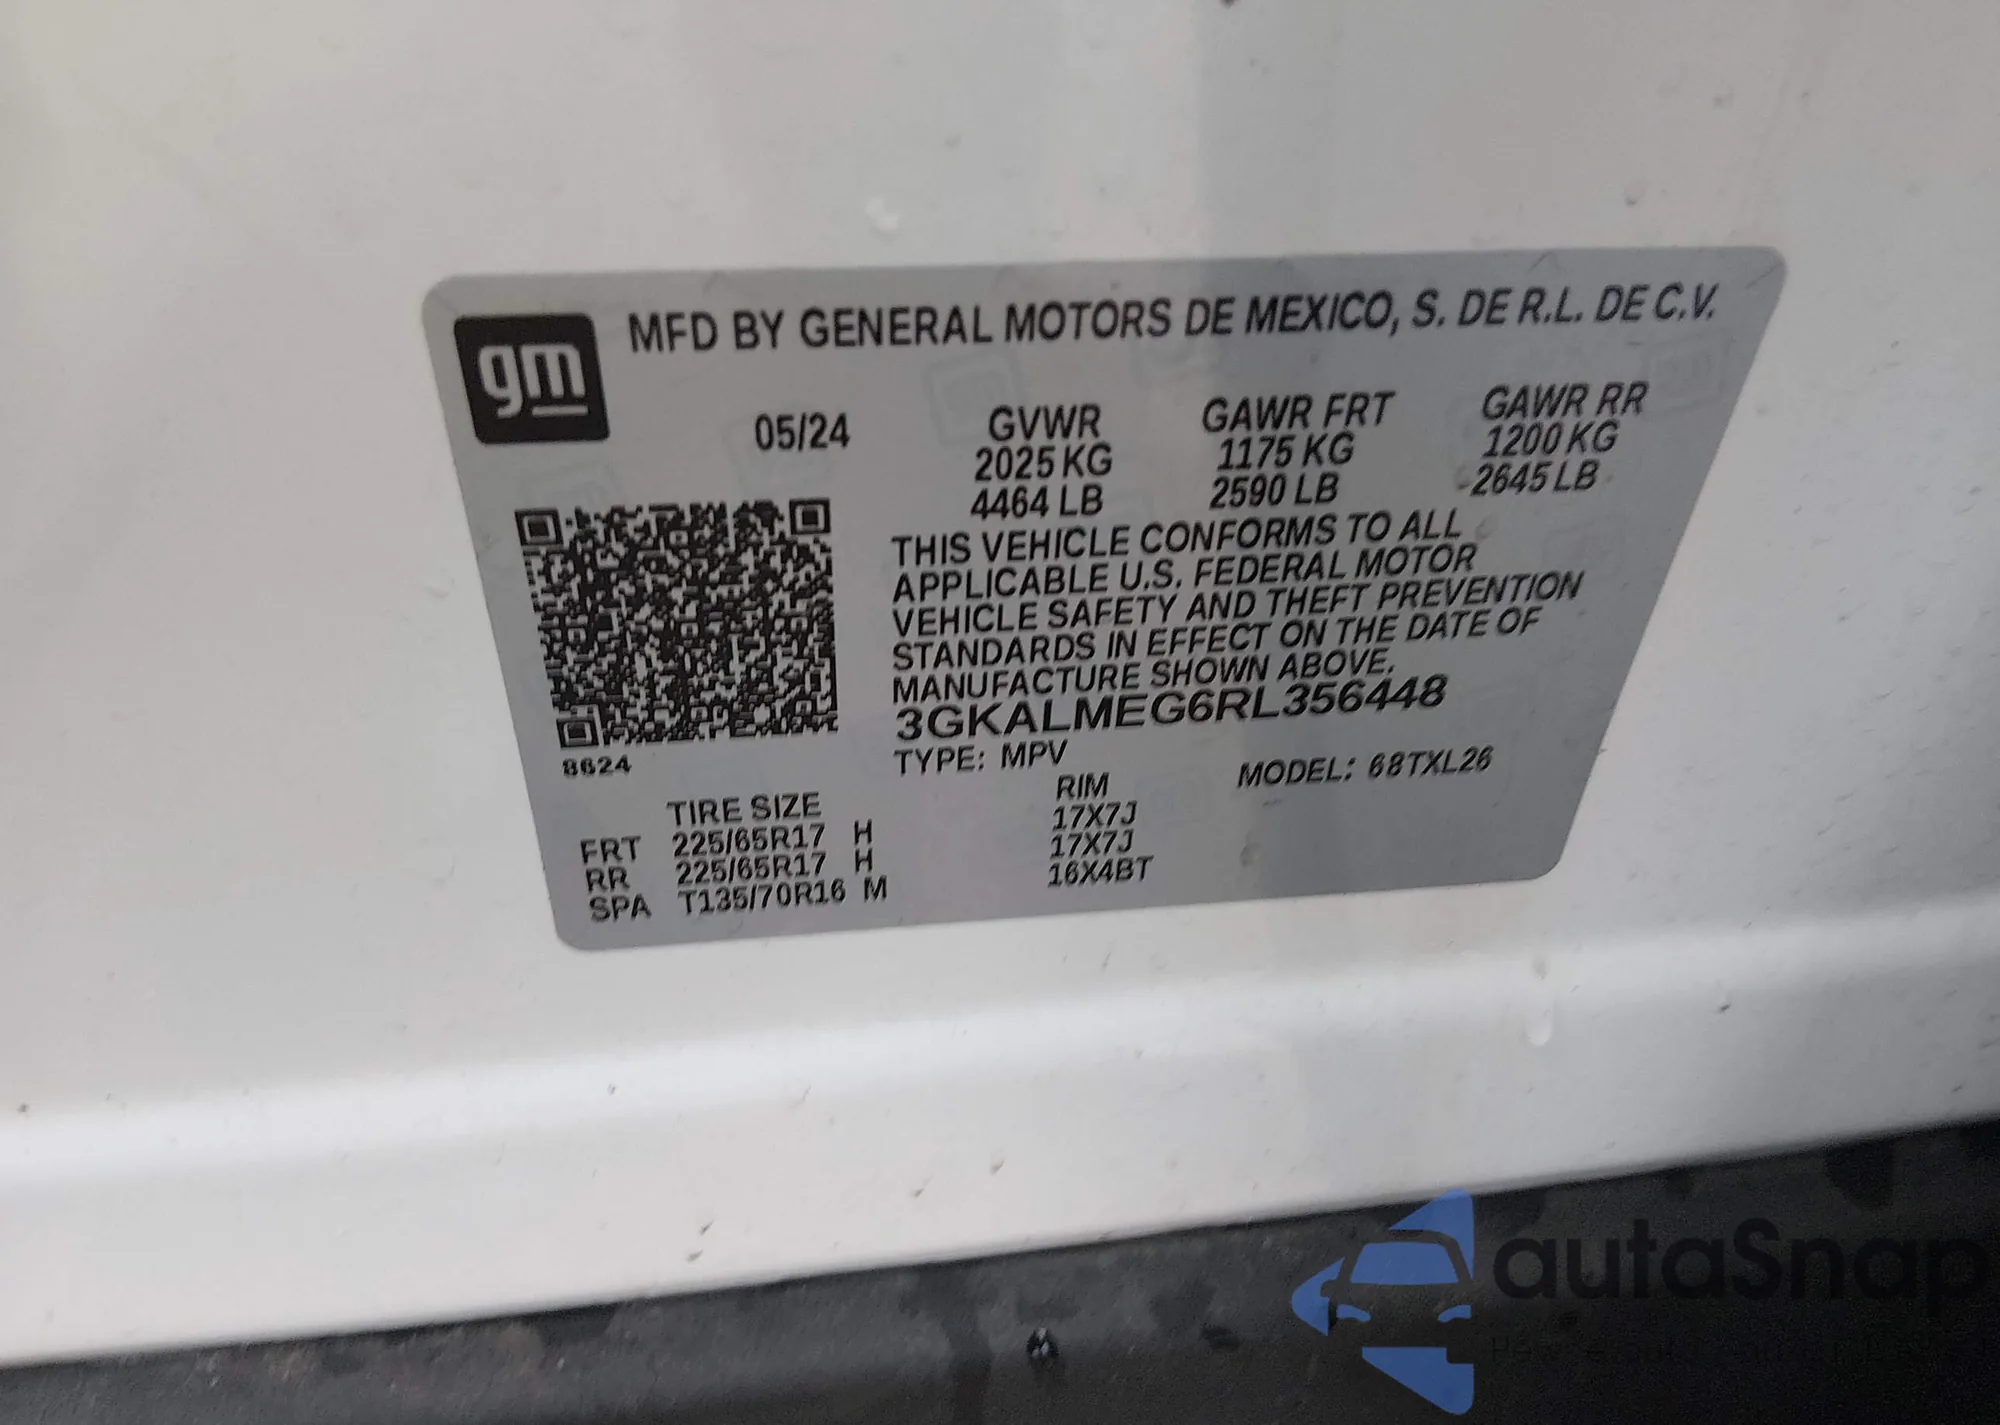 gm
MFD BY GENERAL MOTORS DE MEXICO, S. DE R.L. DE C.V.
05/24
GVWR
2025 KG
4464 LB
GAWR FRT
1175 KG
2590 LB
GAWR RR
1200 KG
2645 LB
THIS VEHICLE CONFORMS TO ALL
APPLICABLE U.S. FEDERAL MOTOR
VEHICLE SAFETY AND THEFT PREVENTION
STANDARDS IN EFFECT ON THE DATE OF
MANUFACTURE SHOWN ABOVE.
3GKALMEG6RL356448
8624
TYPE: MPV
MODEL: 68TXL26
TIRE SIZE
RIM
FRT 225/65R17 H 17X7J
RR 225/65R17 H 17X7J
SPA T135/70R16 M 16X4BT
autaSnap